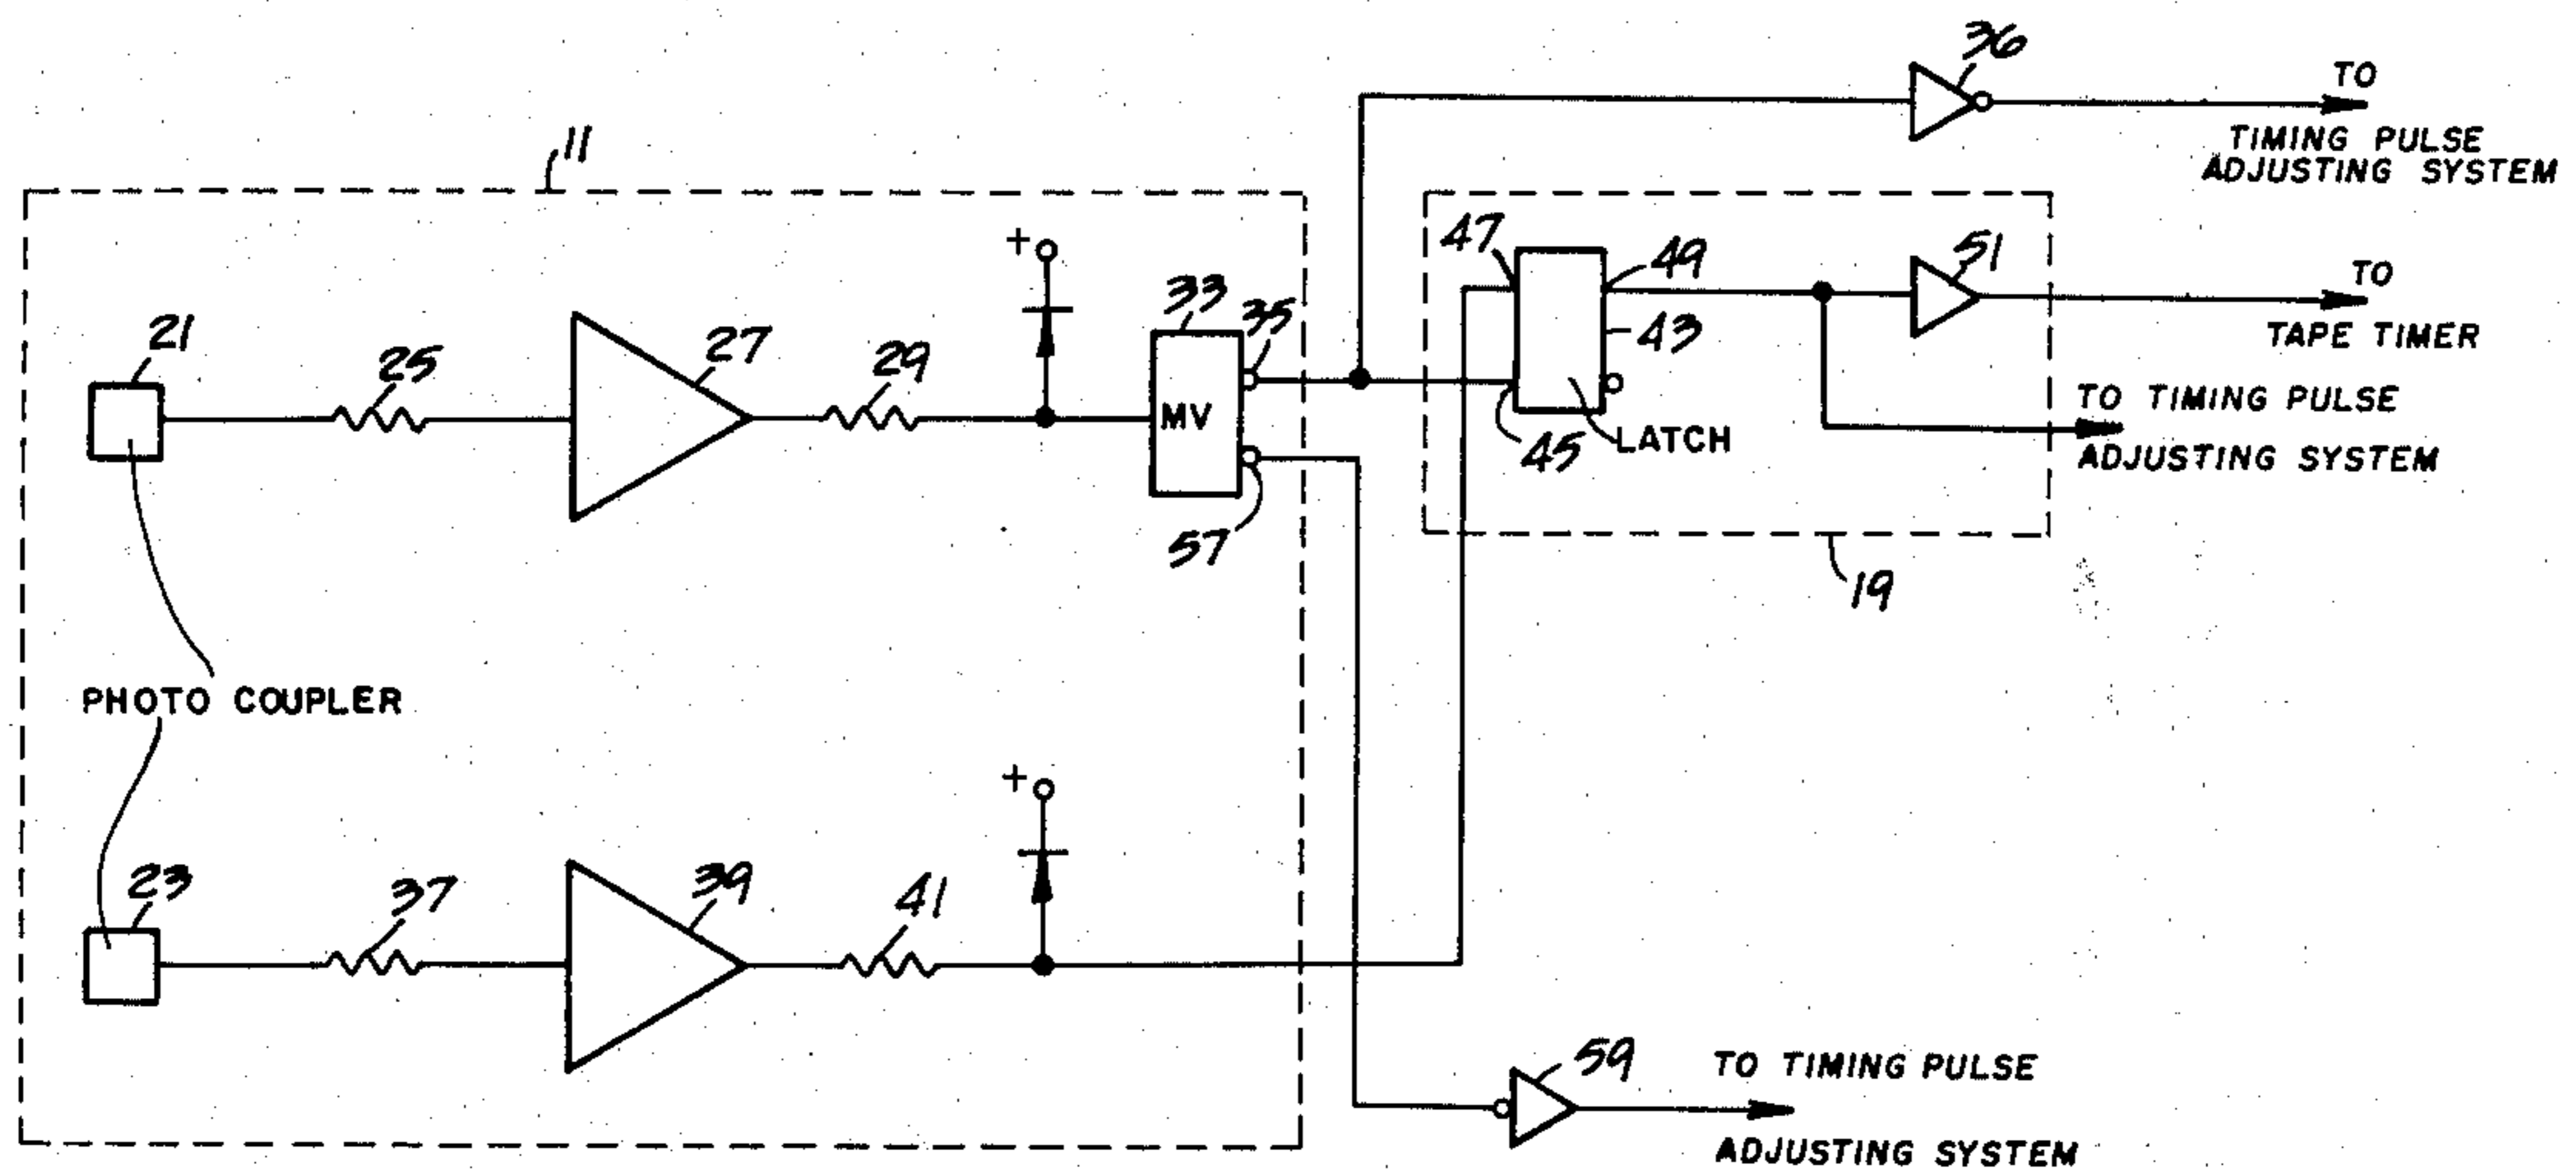 36
TO
TIMING PULSE
ADJUSTING SYSTEM
11
47
49
51
TO
TAPE TIMER
+
33
35
43
21
25
27
29
MV
45
LATCH
TO TIMING PULSE
ADJUSTING SYSTEM
57
19
PHOTO COUPLER
+
23
37
39
41
59
TO TIMING PULSE
ADJUSTING SYSTEM